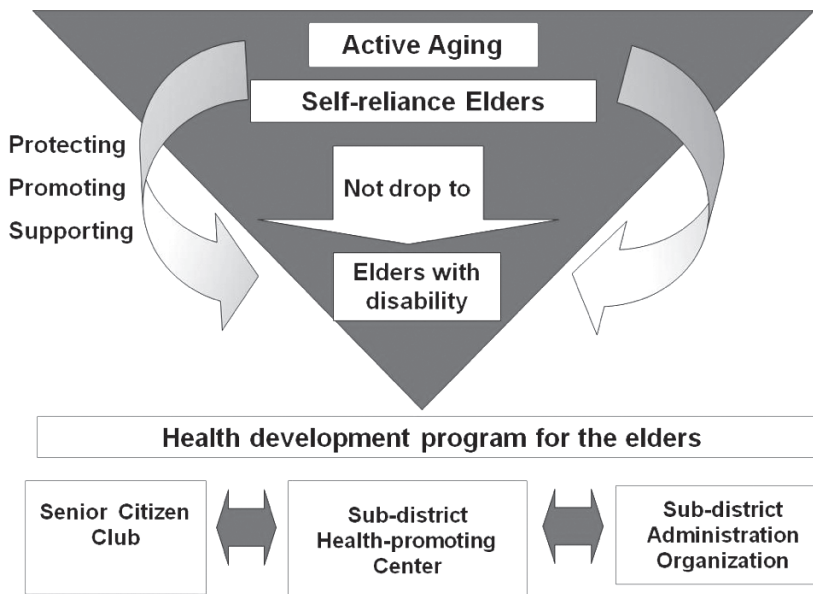 Active Aging
Self-reliance Elders
Protecting
Promoting
Supporting
Not drop to
Elders with
disability
Health development program for the elders
Senior Citizen
Club
Sub-district
Health-promoting
Center
Sub-district
Administration
Organization